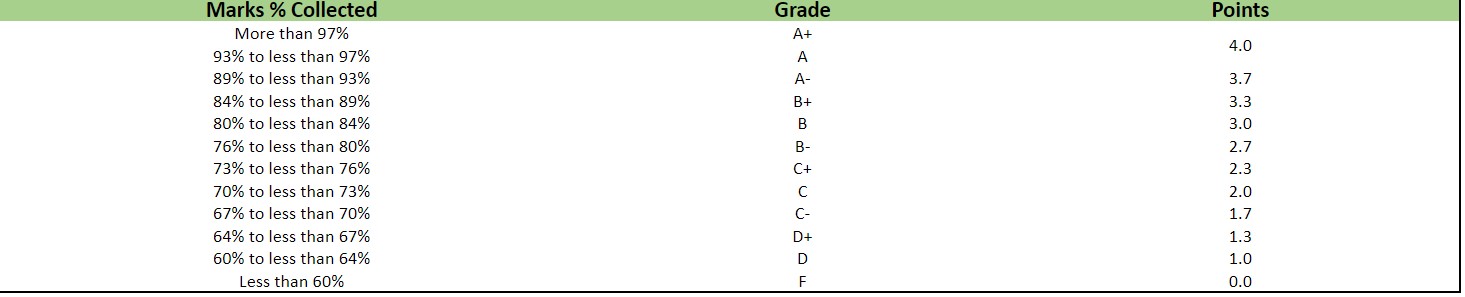 Marks % Collected Grade Points
More than 97% A+
4.0
93% to less than 97% A
89% to less than 93% A- 3.7
84% to less than 89% B+ 3.3
80% to less than 84% B 3.0
76% to less than 80% B- 2.7
73% to less than 76% C+ 2.3
70% to less than 73% C 2.0
67% to less than 70% C- 1.7
64% to less than 67% D+ 1.3
60% to less than 64% D 1.0
Less than 60% F 0.0